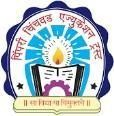 पिंपरी चिंचवड एज्युकेशन ट्रस्ट
॥ सा विद्या या विमुक्तये ॥